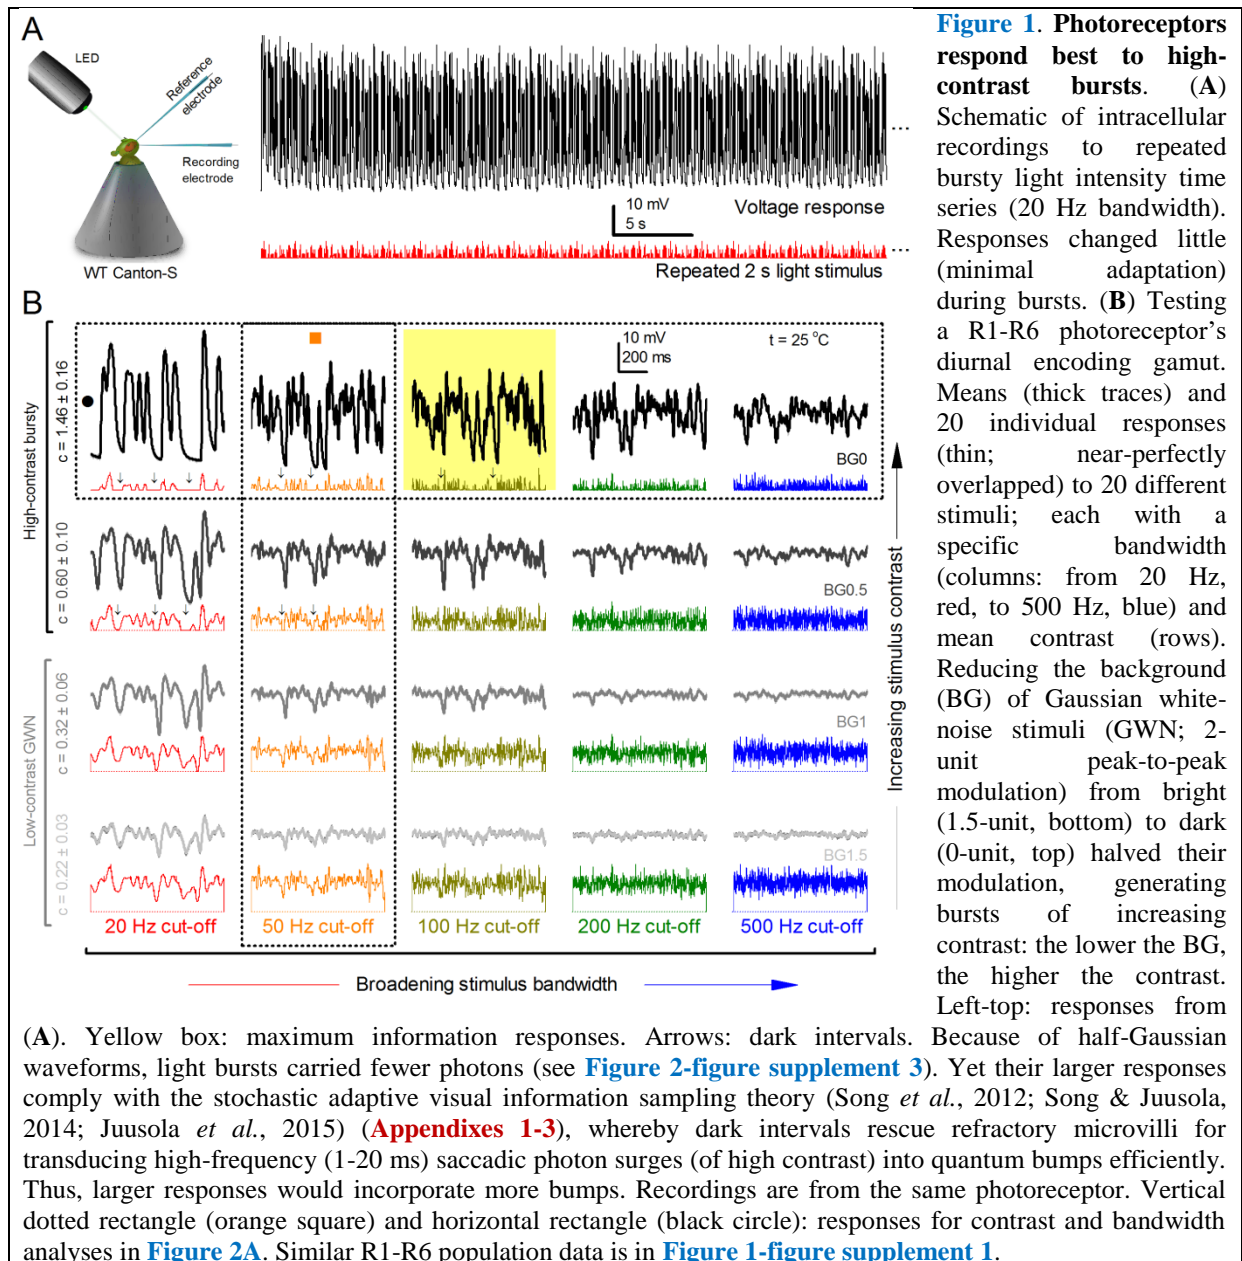 A
LED
Reference
electrode
Recording
electrode
WT Canton-S
...
10 mV
5 s
Voltage response
...
Repeated 2 s light stimulus
B
High-contrast bursty
c = 1.46 ± 0.16
c = 0.60 ± 0.10
Low-contrast GWN
c = 0.32 ± 0.06
c = 0.22 ± 0.03
10 mV
200 ms
t = 25 °C
BG0
BG0.5
BG1
BG1.5
Increasing stimulus contrast
20 Hz cut-off
50 Hz cut-off
100 Hz cut-off
200 Hz cut-off
500 Hz cut-off
Broadening stimulus bandwidth
Figure 1. Photoreceptors
respond best to high-
contrast bursts. (A)
Schematic of intracellular
recordings to repeated
bursty light intensity time
series (20 Hz bandwidth).
Responses changed little
(minimal adaptation)
during bursts. (B) Testing
a R1-R6 photoreceptor's
diurnal encoding gamut.
Means (thick traces) and
20 individual responses
(thin; near-perfectly
overlapped) to 20 different
stimuli; each with a
specific bandwidth
(columns: from 20 Hz,
red, to 500 Hz, blue) and
mean contrast (rows).
Reducing the background
(BG) of Gaussian white-
noise stimuli (GWN; 2-
unit peak-to-peak
modulation) from bright
(1.5-unit, bottom) to dark
(0-unit, top) halved their
modulation, generating
bursts of increasing
contrast: the lower the BG,
the higher the contrast.
Left-top: responses from
(A). Yellow box: maximum information responses. Arrows: dark intervals. Because of half-Gaussian
waveforms, light bursts carried fewer photons (see Figure 2-figure supplement 3). Yet their larger responses
comply with the stochastic adaptive visual information sampling theory (Song et al., 2012; Song & Juusola,
2014; Juusola et al., 2015) (Appendixes 1-3), whereby dark intervals rescue refractory microvilli for
transducing high-frequency (1-20 ms) saccadic photon surges (of high contrast) into quantum bumps efficiently.
Thus, larger responses would incorporate more bumps. Recordings are from the same photoreceptor. Vertical
dotted rectangle (orange square) and horizontal rectangle (black circle): responses for contrast and bandwidth
analyses in Figure 2A. Similar R1-R6 population data is in Figure 1-figure supplement 1.